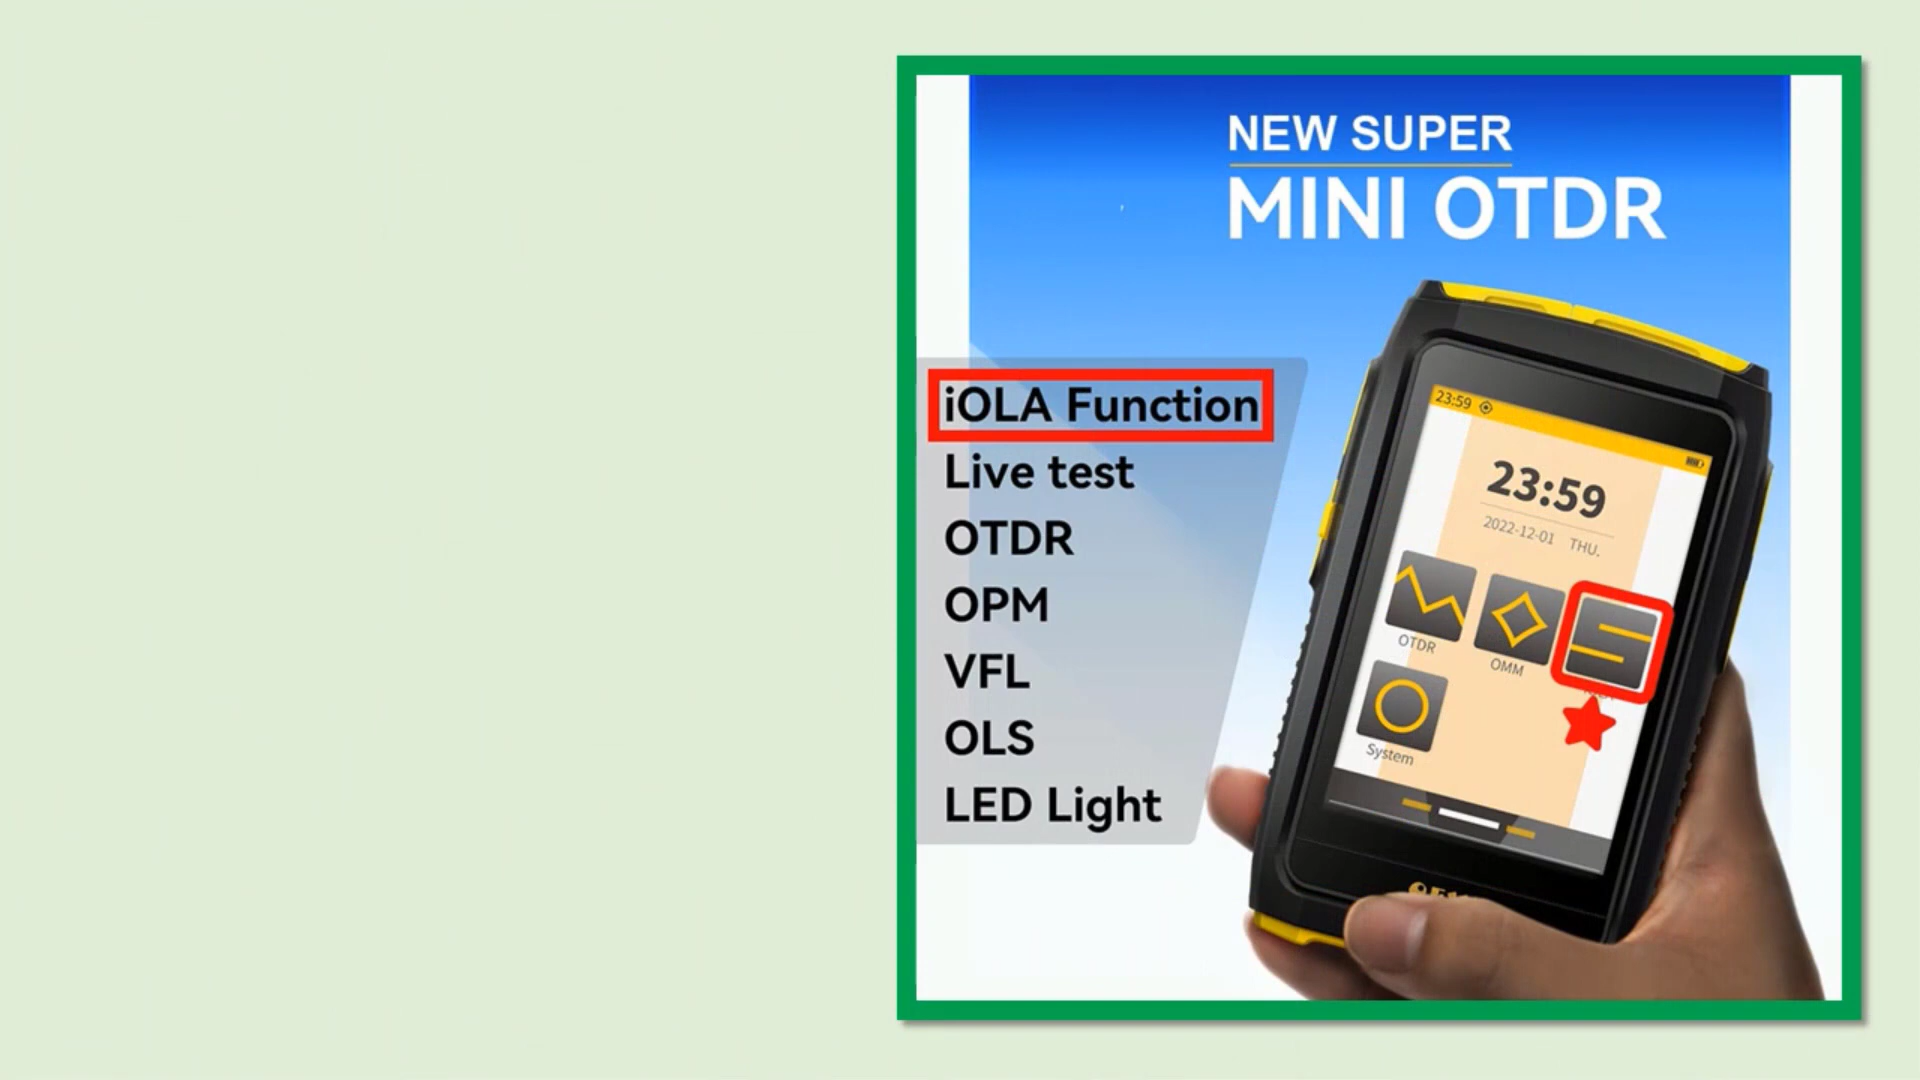 NEW SUPER
MINI OTDR
iOLA Function
Live test
OTDR
OPM
VFL
OLS
LED Light
23:59
23:59
2022-12-01 THU.
OTDR
OMM
System